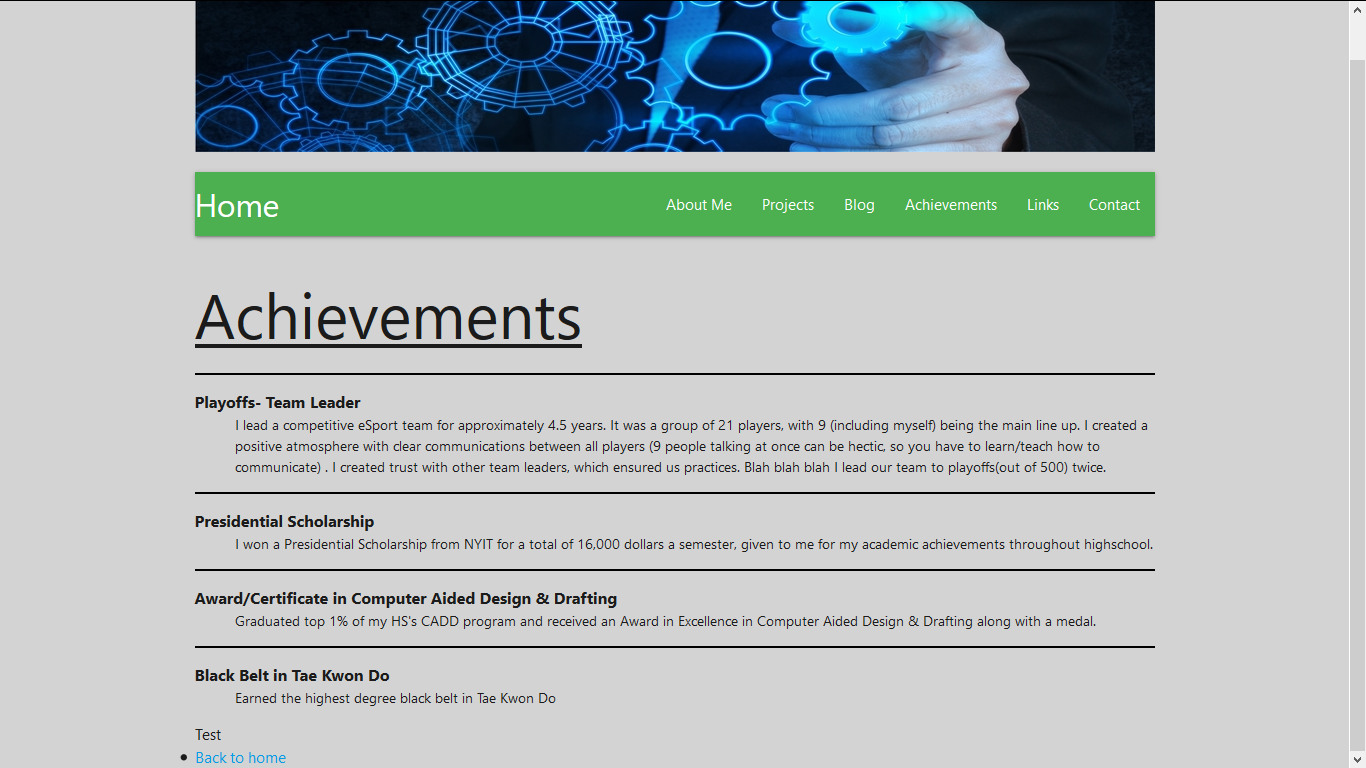 Home
About Me Projects Blog Achievements Links Contact
Achievements
Playoffs- Team Leader
I lead a competitive eSport team for approximately 4.5 years. It was a group of 21 players, with 9 (including myself) being the main line up. I created a
positive atmosphere with clear communications between all players (9 people talking at once can be hectic, so you have to learn/teach how to
communicate) . I created trust with other team leaders, which ensured us practices. Blah blah blah I lead our team to playoffs(out of 500) twice.
Presidential Scholarship
I won a Presidential Scholarship from NYIT for a total of 16,000 dollars a semester, given to me for my academic achievements throughout highschool.
Award/Certificate in Computer Aided Design & Drafting
Graduated top 1% of my HS's CADD program and received an Award in Excellence in Computer Aided Design & Drafting along with a medal.
Black Belt in Tae Kwon Do
Earned the highest degree black belt in Tae Kwon Do
Test
Back to home